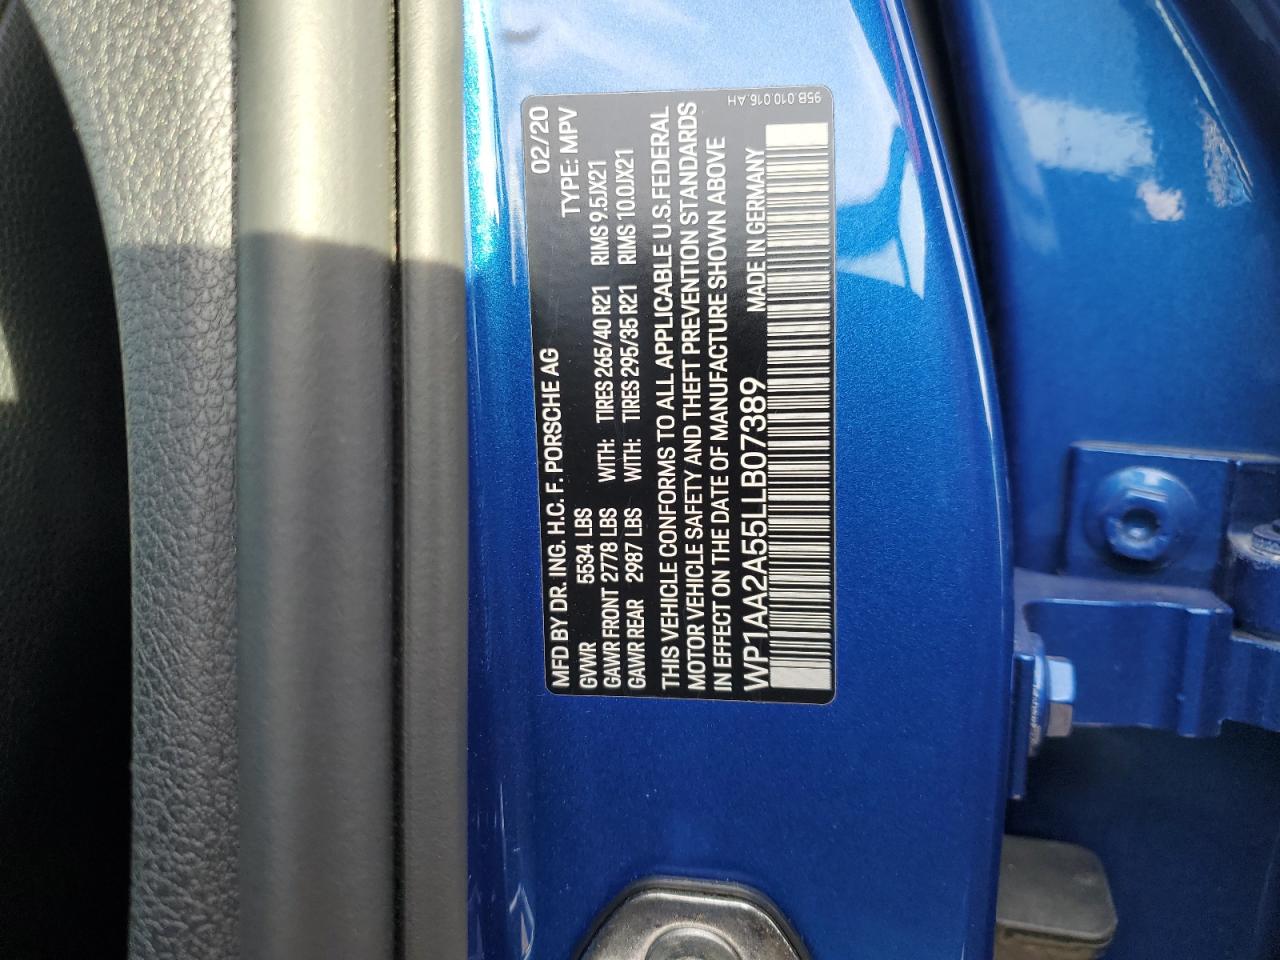 02/20
MFD BY DR. ING. H.C. F. PORSCHE AG TYPE: MPV
GVWR 5534 LBS
GAWR FRONT 2778 LBS WITH: TIRES 265/40 R21 RIMS 9.5JX21
GAWR REAR 2987 LBS WITH: TIRES 295/35 R21 RIMS 10.0JX21
THIS VEHICLE CONFORMS TO ALL APPLICABLE U.S.FEDERAL
MOTOR VEHICLE SAFETY AND THEFT PREVENTION STANDARDS
IN EFFECT ON THE DATE OF MANUFACTURE SHOWN ABOVE
WP1AA2A55LLB07389 MADE IN GERMANY
95B.010.016.AH